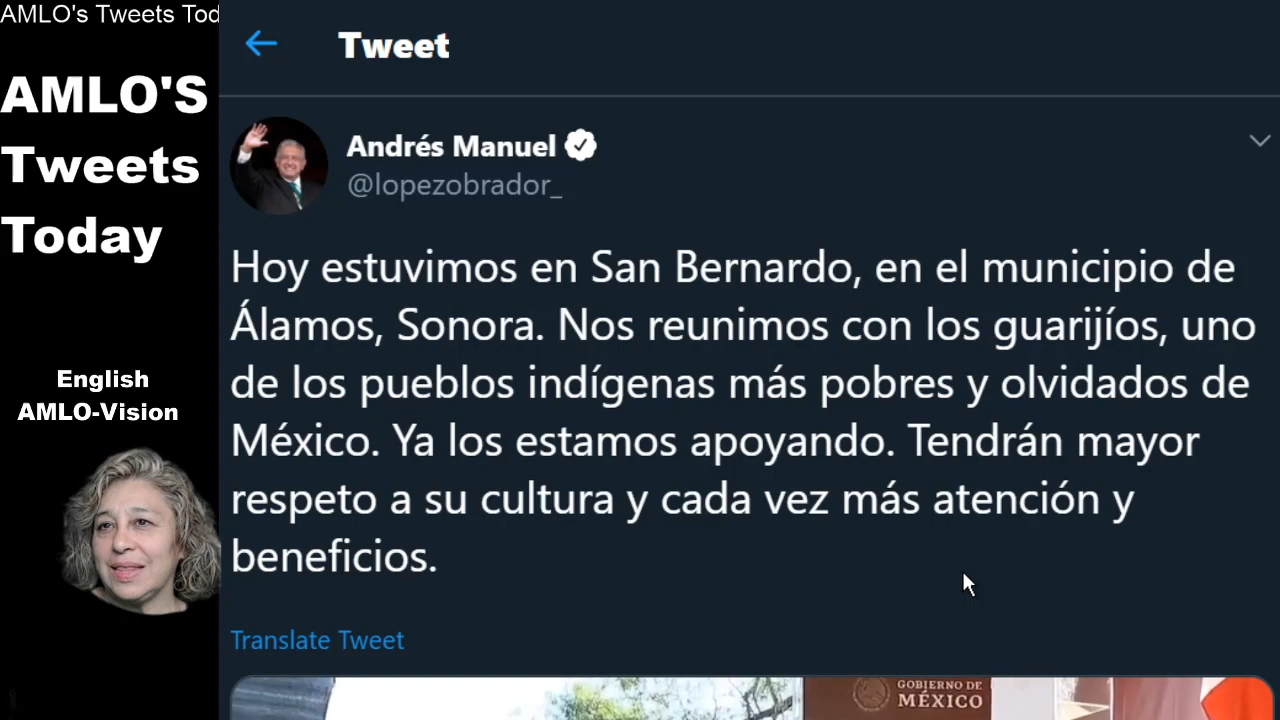 AMLO's Tweets Tod
AMLO'S
Tweets
Today
English
AMLO-Vision
Tweet
Andrés Manuel
@lopezobrador_
Hoy estuvimos en San Bernardo, en el municipio de
Álamos, Sonora. Nos reunimos con los guarijíos, uno
de los pueblos indígenas más pobres y olvidados de
México. Ya los estamos apoyando. Tendrán mayor
respeto a su cultura y cada vez más atención y
beneficios.
Translate Tweet
GOBIERNO DE
MÉXICO